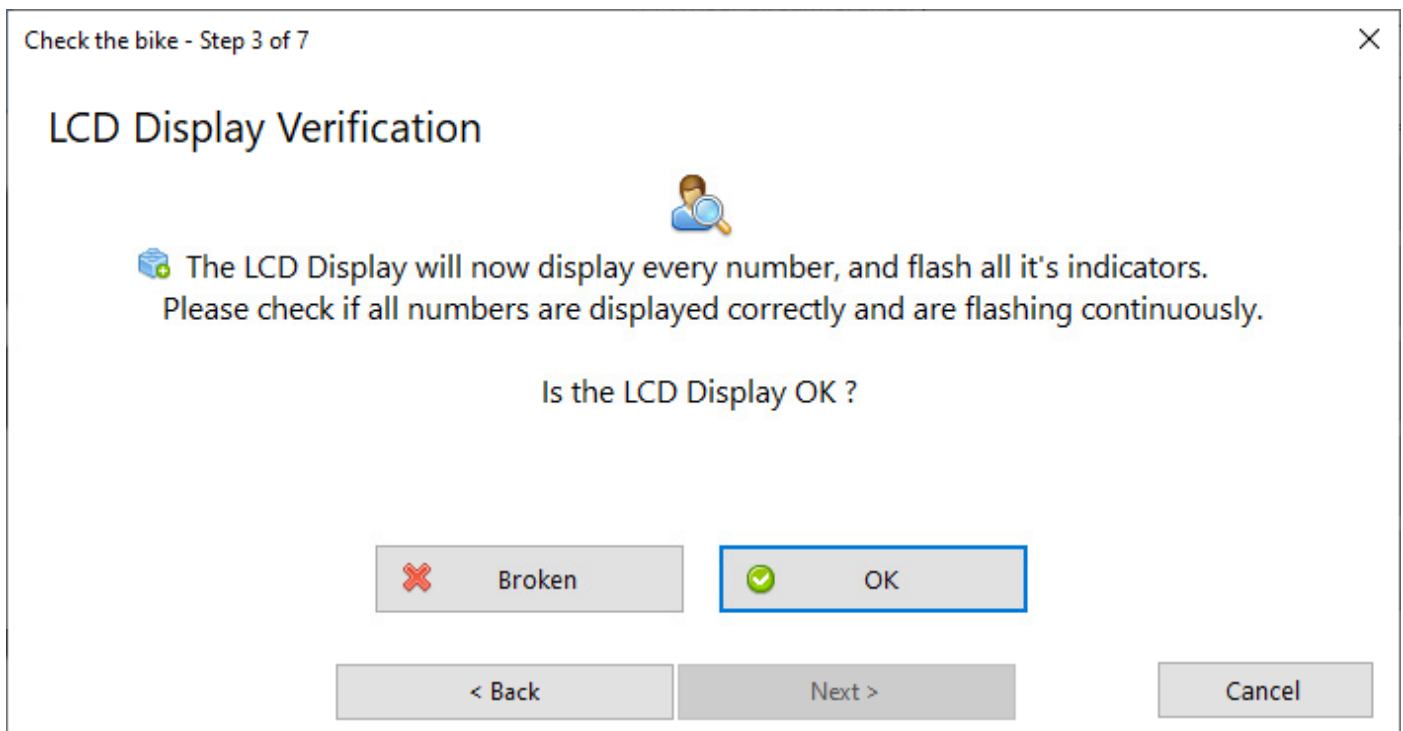 Check the bike - Step 3 of 7
LCD Display Verification
The LCD Display will now display every number, and flash all it's indicators.
Please check if all numbers are displayed correctly and are flashing continuously.
Is the LCD Display OK ?
Broken
OK
< Back
Next >
Cancel